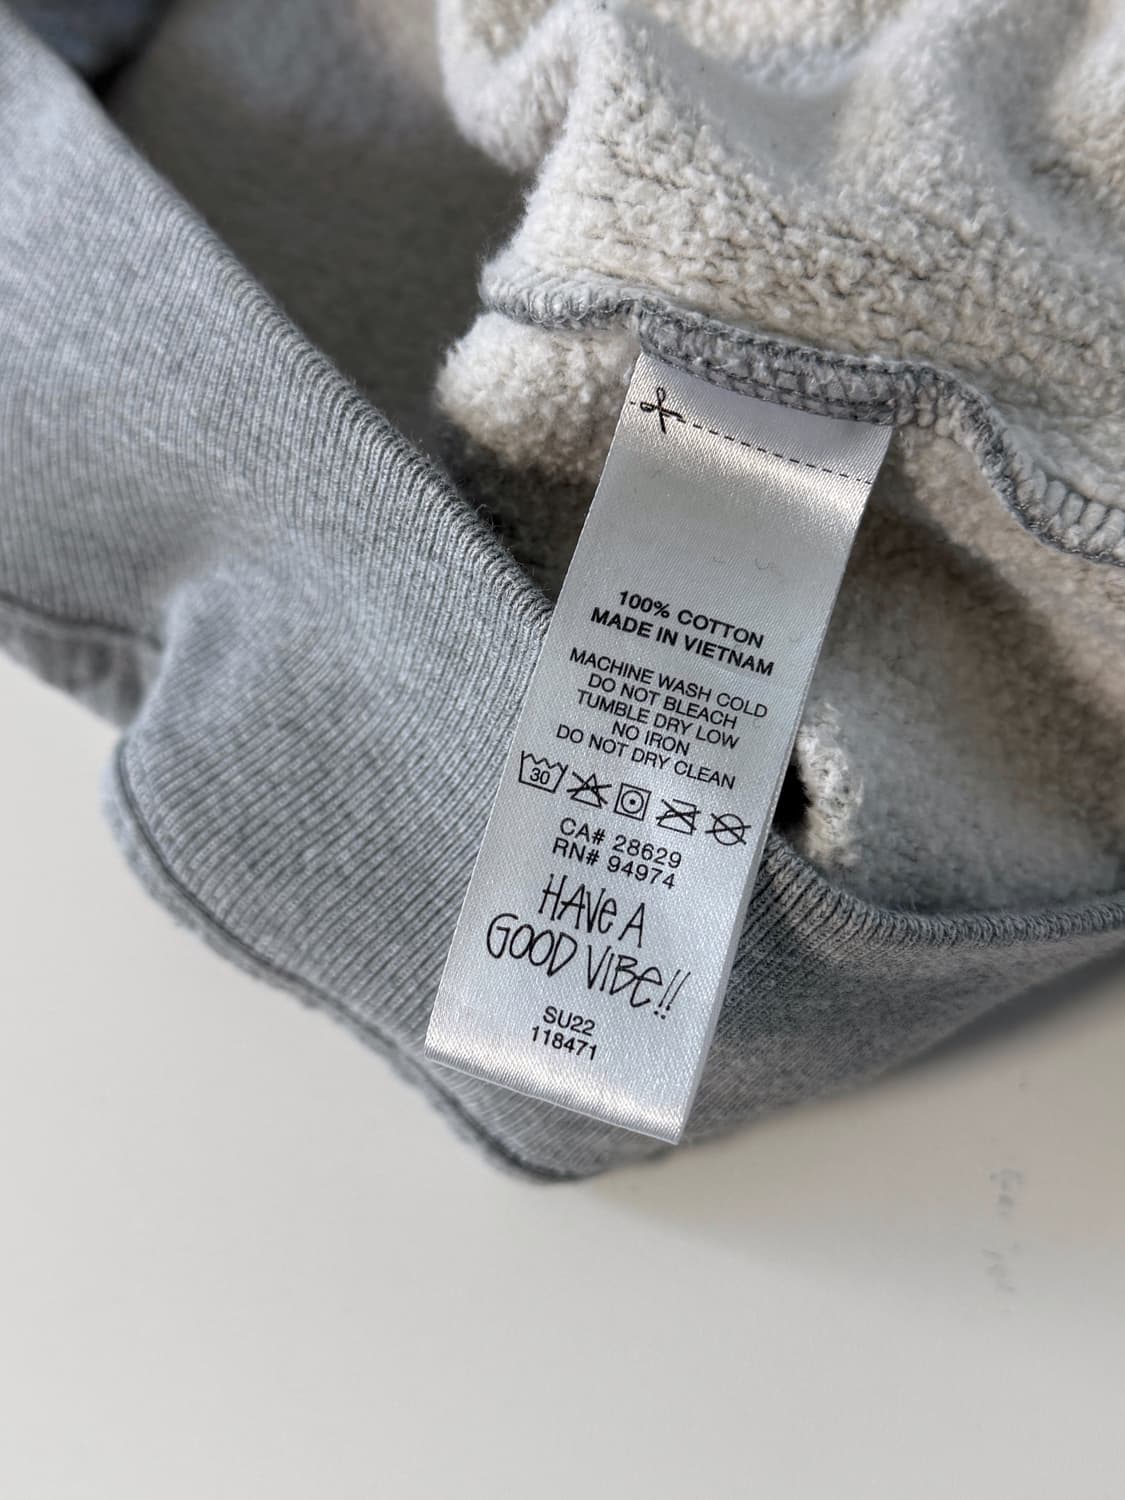 100% COTTON
MADE IN VIETNAM
MACHINE WASH COLD
DO NOT BLEACH
TUMBLE DRY LOW
NO IRON
DO NOT DRY CLEAN
30
CA# 28629
RN# 94974
HAVE A
GOOD VIBE!!
SU22
118471